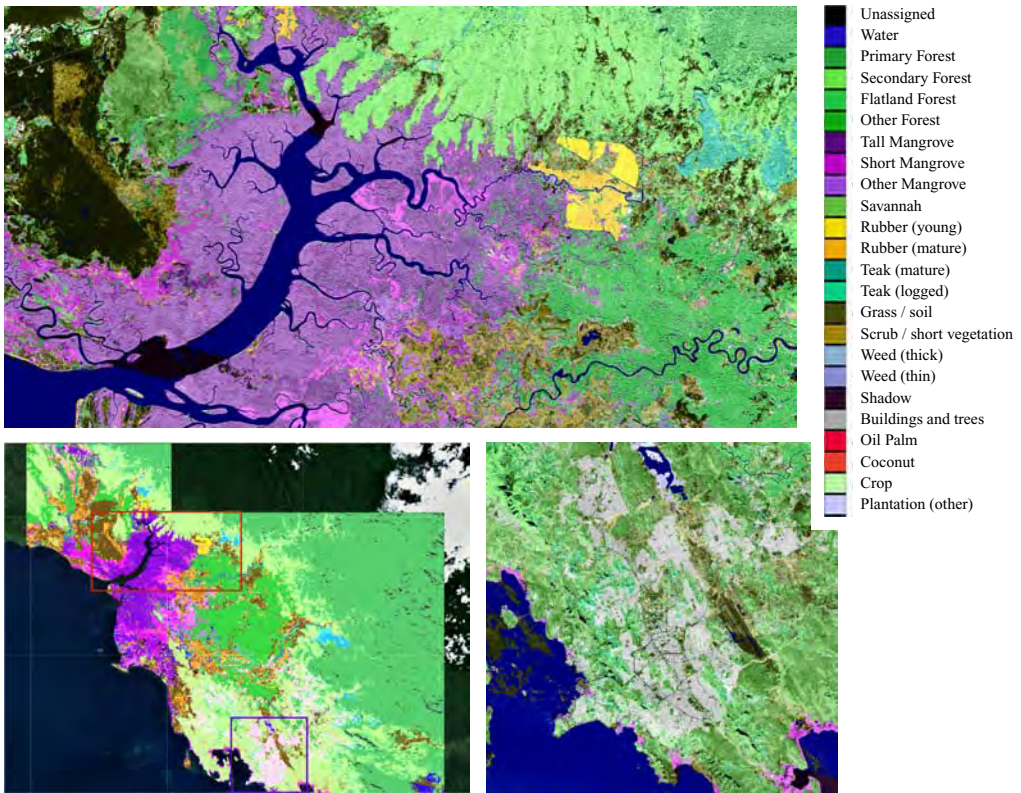 Unassigned
Water
Primary Forest
Secondary Forest
Flatland Forest
Other Forest
Tall Mangrove
Short Mangrove
Other Mangrove
Savannah
Rubber (young)
Rubber (mature)
Teak (mature)
Teak (logged)
Grass / soil
Scrub / short vegetation
Weed (thick)
Weed (thin)
Shadow
Buildings and trees
Oil Palm
Coconut
Crop
Plantation (other)